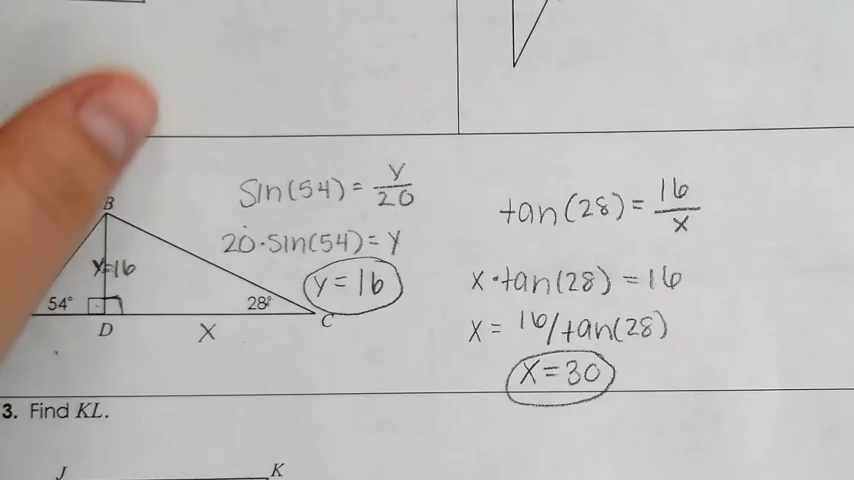 B
Sin(54) = y/20
20·sin(54) = y
y=16
y = 16
54°
28°
D
X
C
tan(28) = 16/x
x·tan(28) = 16
x = 16/tan(28)
x = 30
3. Find KL.
J
K